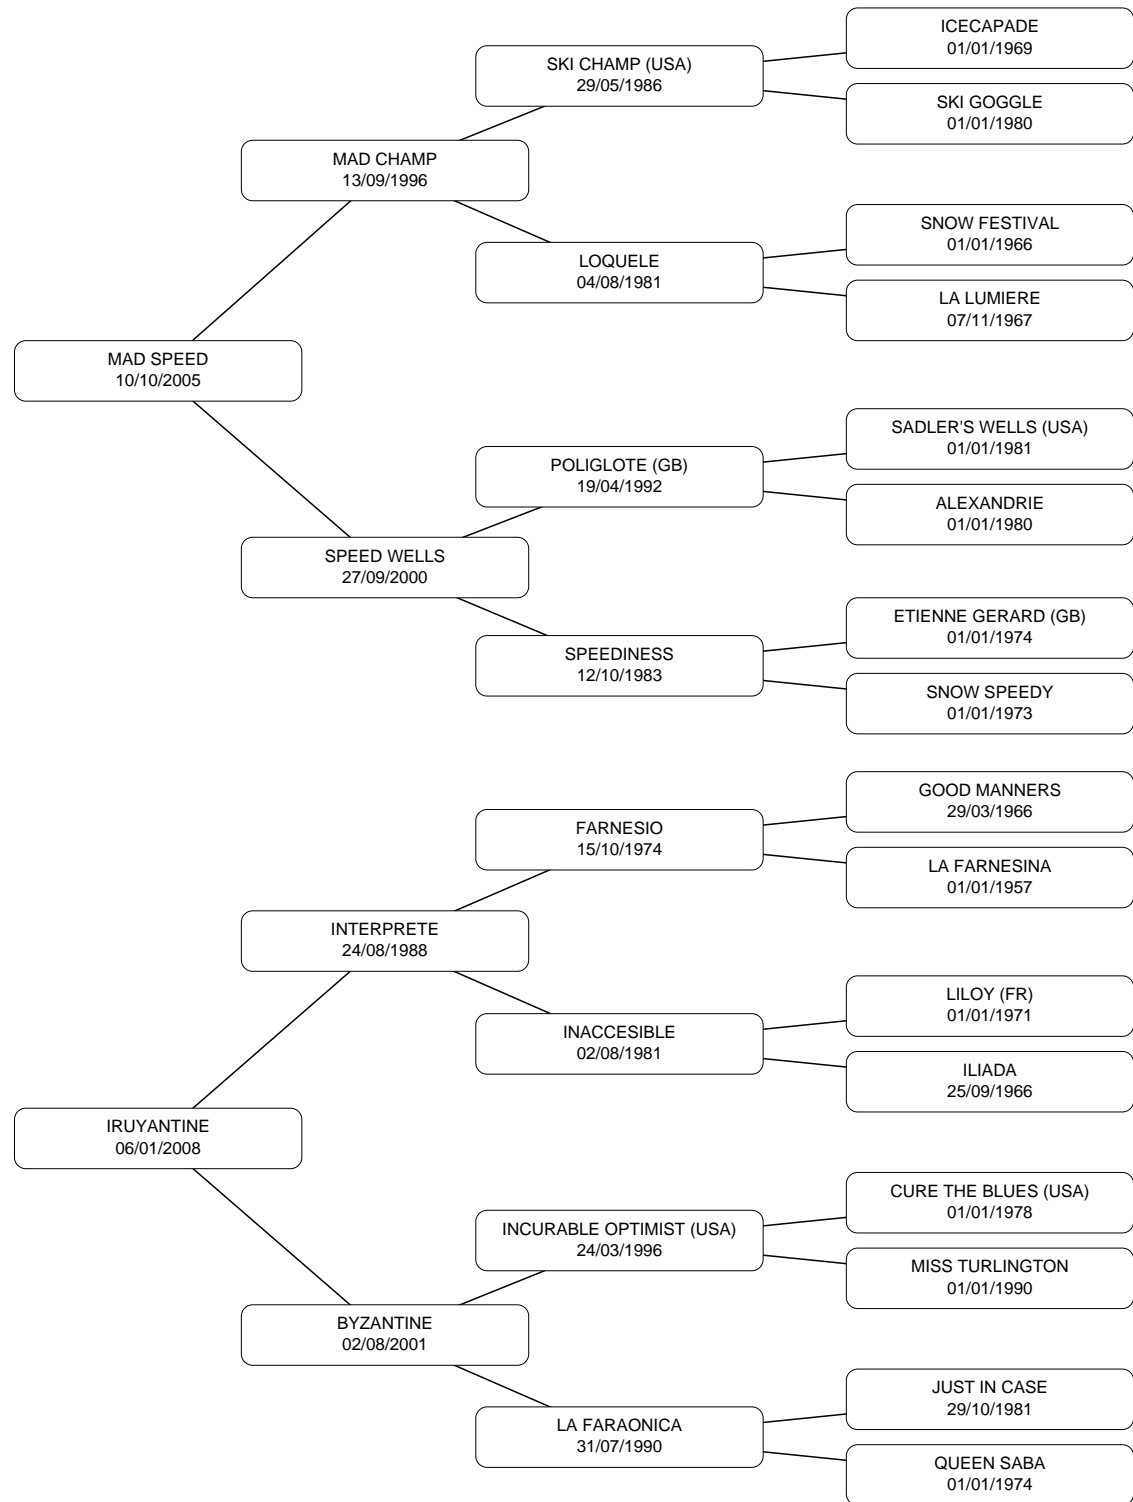 ICECAPADE
01/01/1969
SKI CHAMP (USA)
29/05/1986
SKI GOGGLE
01/01/1980
MAD CHAMP
13/09/1996
SNOW FESTIVAL
01/01/1966
LOQUELE
04/08/1981
LA LUMIERE
07/11/1967
MAD SPEED
10/10/2005
SADLER'S WELLS (USA)
01/01/1981
POLIGLOTE (GB)
19/04/1992
ALEXANDRIE
01/01/1980
SPEED WELLS
27/09/2000
ETIENNE GERARD (GB)
01/01/1974
SPEEDINESS
12/10/1983
SNOW SPEEDY
01/01/1973
GOOD MANNERS
29/03/1966
FARNESIO
15/10/1974
LA FARNESINA
01/01/1957
INTERPRETE
24/08/1988
LILOY (FR)
01/01/1971
INACCESIBLE
02/08/1981
ILIADA
25/09/1966
IRUYANTINE
06/01/2008
CURE THE BLUES (USA)
01/01/1978
INCURABLE OPTIMIST (USA)
24/03/1996
MISS TURLINGTON
01/01/1990
BYZANTINE
02/08/2001
JUST IN CASE
29/10/1981
LA FARAONICA
31/07/1990
QUEEN SABA
01/01/1974